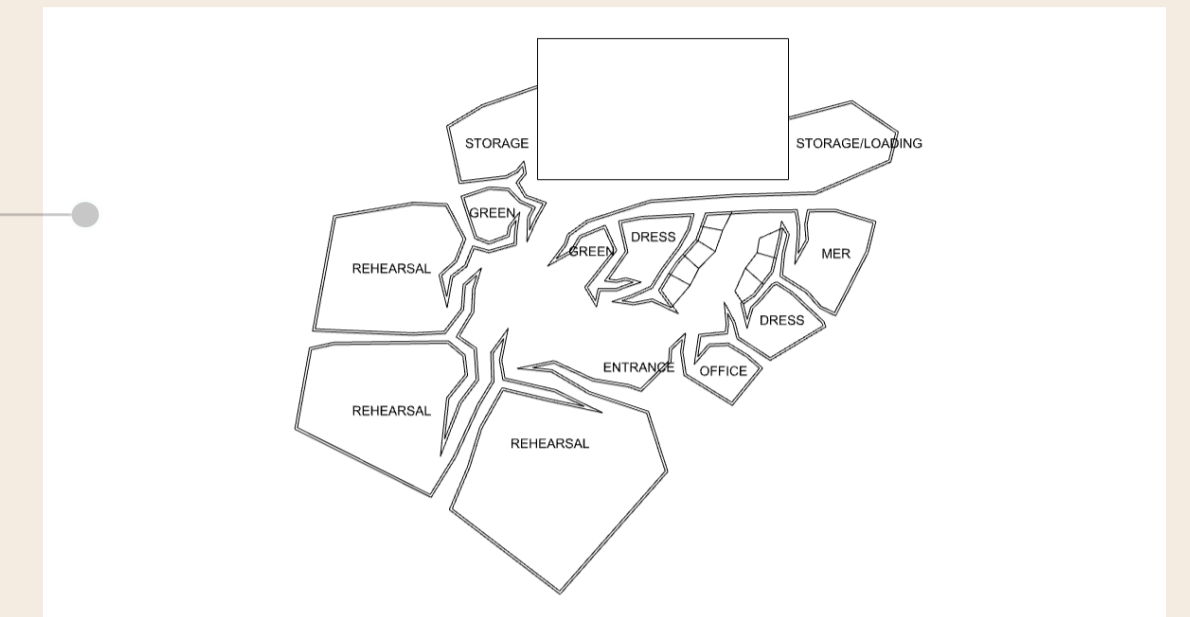 STORAGE
STORAGE/LOADING
GREEN
DRESS
GREEN
MER
REHEARSAL
DRESS
ENTRANCE
OFFICE
REHEARSAL
REHEARSAL